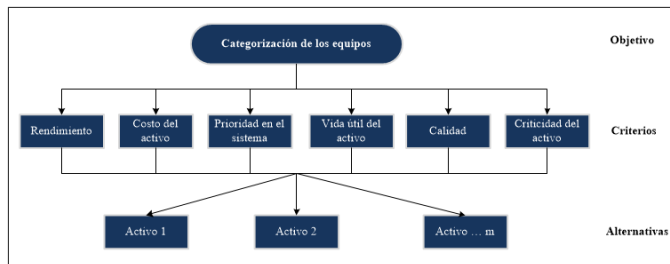 Categorización de los equipos
Objetivo
Rendimiento
Costo del
activo
Prioridad en el
sistema
Vida útil del
activo
Calidad
Criticidad del
activo
Criterios
Activo 1
Activo 2
Activo … m
Alternativas